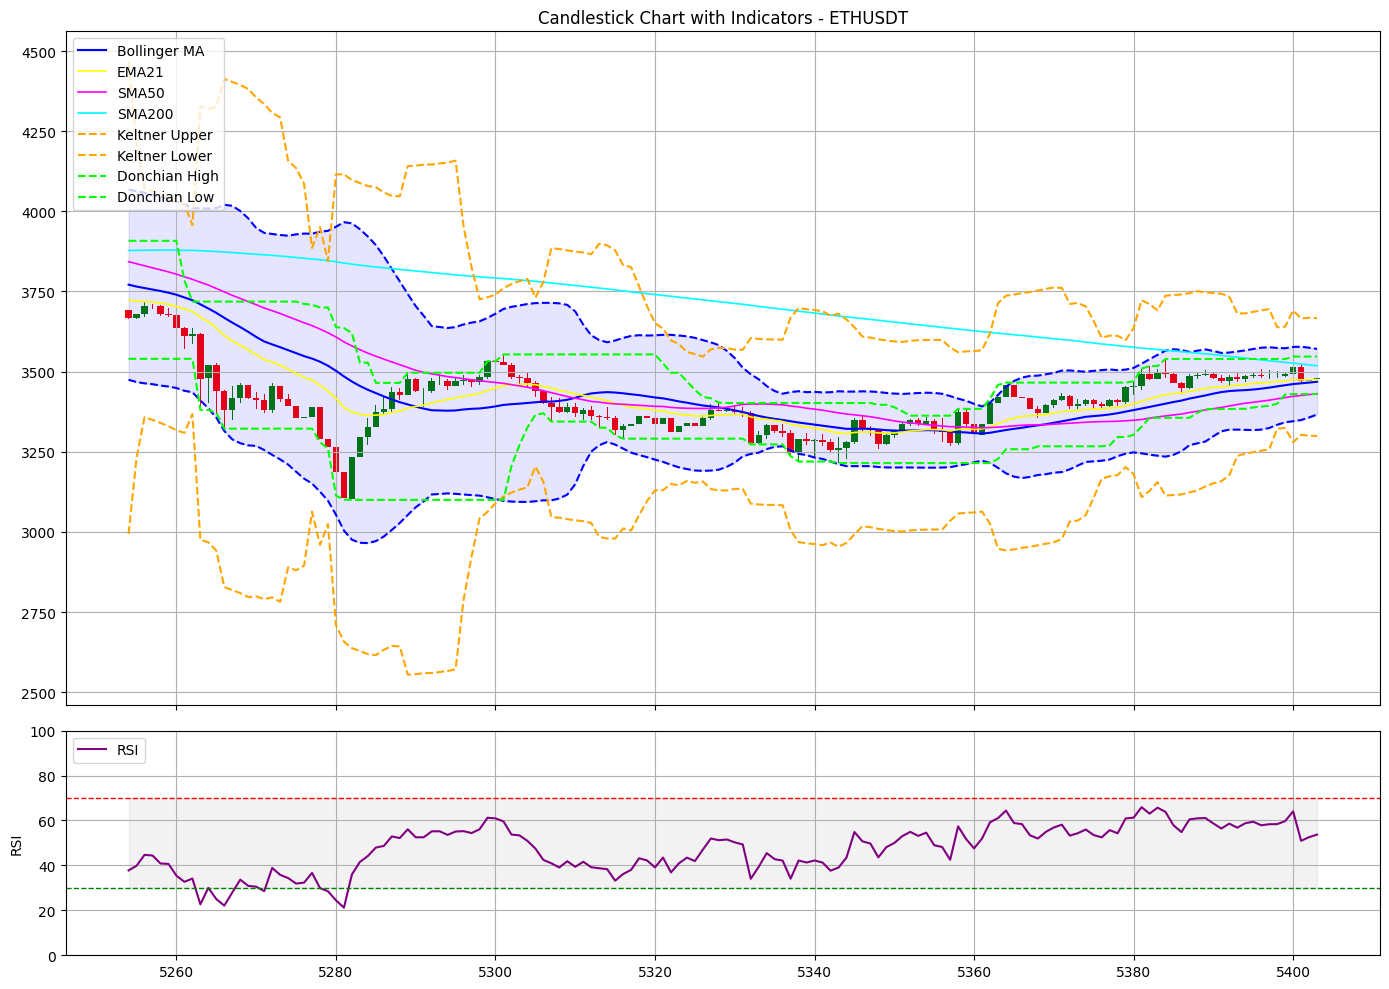 Candlestick Chart with Indicators - ETHUSDT
Bollinger MA
EMA21
SMA50
SMA200
Keltner Upper
Keltner Lower
Donchian High
Donchian Low
4500
4250
4000
3750
3500
3250
3000
2750
2500
RSI
100
80
60
40
20
0
RSI
5260
5280
5300
5320
5340
5360
5380
5400